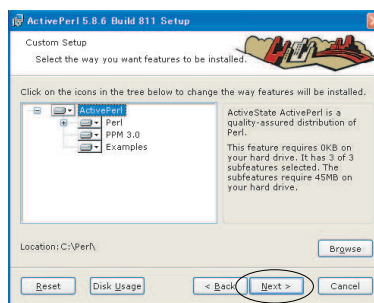 ActivePerl 5.8.6 Build 811 Setup
Custom Setup
Select the way you want features to be installed.
Click on the icons in the tree below to change the way features will be installed.
ActivePerl
Perl
PPM 3.0
Examples
ActiveState ActivePerl is a
quality-assured distribution of
Perl.
This feature requires 0KB on
your hard drive. It has 3 of 3
subfeatures selected. The
subfeatures require 45MB on
your hard drive.
Location: C:\Perl\
Browse
Reset
Disk Usage
< Back
Next >
Cancel